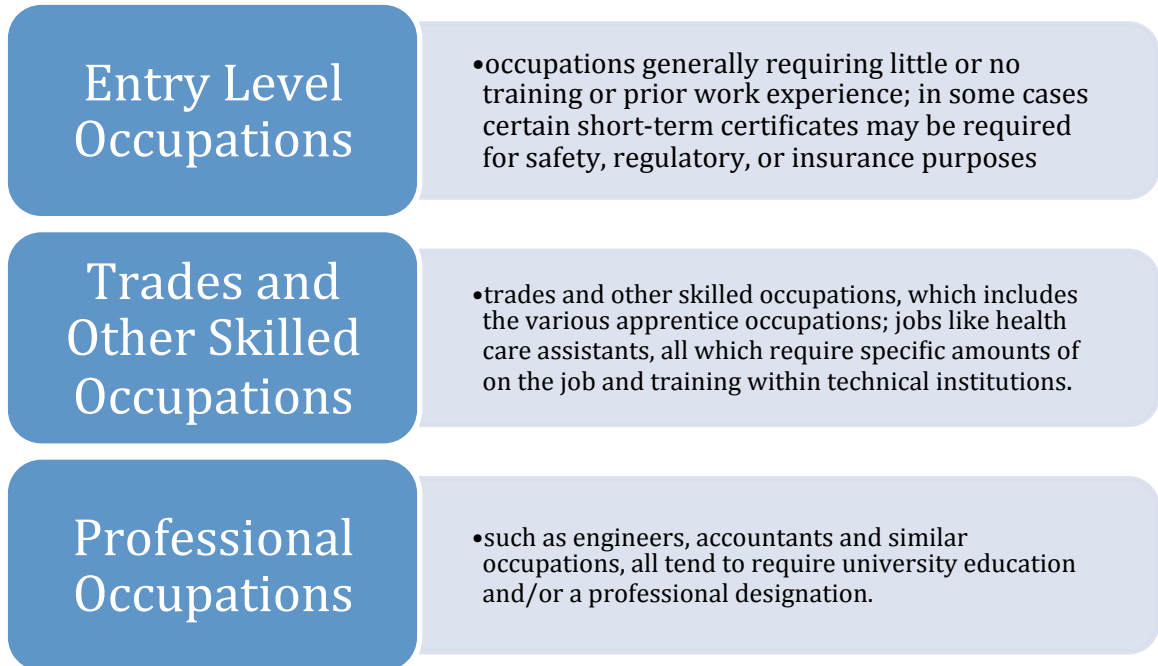 Entry Level
Occupations
•occupations generally requiring little or no
training or prior work experience; in some cases
certain short-term certificates may be required
for safety, regulatory, or insurance purposes
Trades and
Other Skilled
Occupations
•trades and other skilled occupations, which includes
the various apprentice occupations; jobs like health
care assistants, all which require specific amounts of
on the job and training within technical institutions.
Professional
Occupations
•such as engineers, accountants and similar
occupations, all tend to require university education
and/or a professional designation.